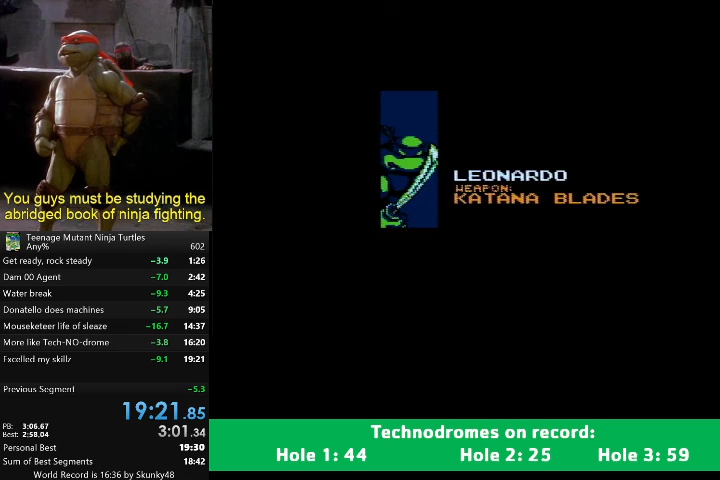 You guys must be studying the
abridged book of ninja fighting.
Teenage Mutant Ninja Turtles
Any% 602
Get ready, rock steady −3.9 1:26
Dam 00 Agent −7.0 2:42
Water break −9.3 4:25
Donatello does machines −5.7 9:05
Mouseketeer life of sleaze −16.7 14:37
More like Tech-NO-drome −3.8 16:20
Excelled my skillz −9.1 19:21
Previous Segment −5.3
19:21.85
PB: 3:06.67
Best: 2:58.04
3:01.34
Personal Best 19:30
Sum of Best Segments 18:42
World Record is 16:36 by Skunky48
LEONARDO
WEAPON:
KATANA BLADES
Technodromes on record:
Hole 1: 44 Hole 2: 25 Hole 3: 59